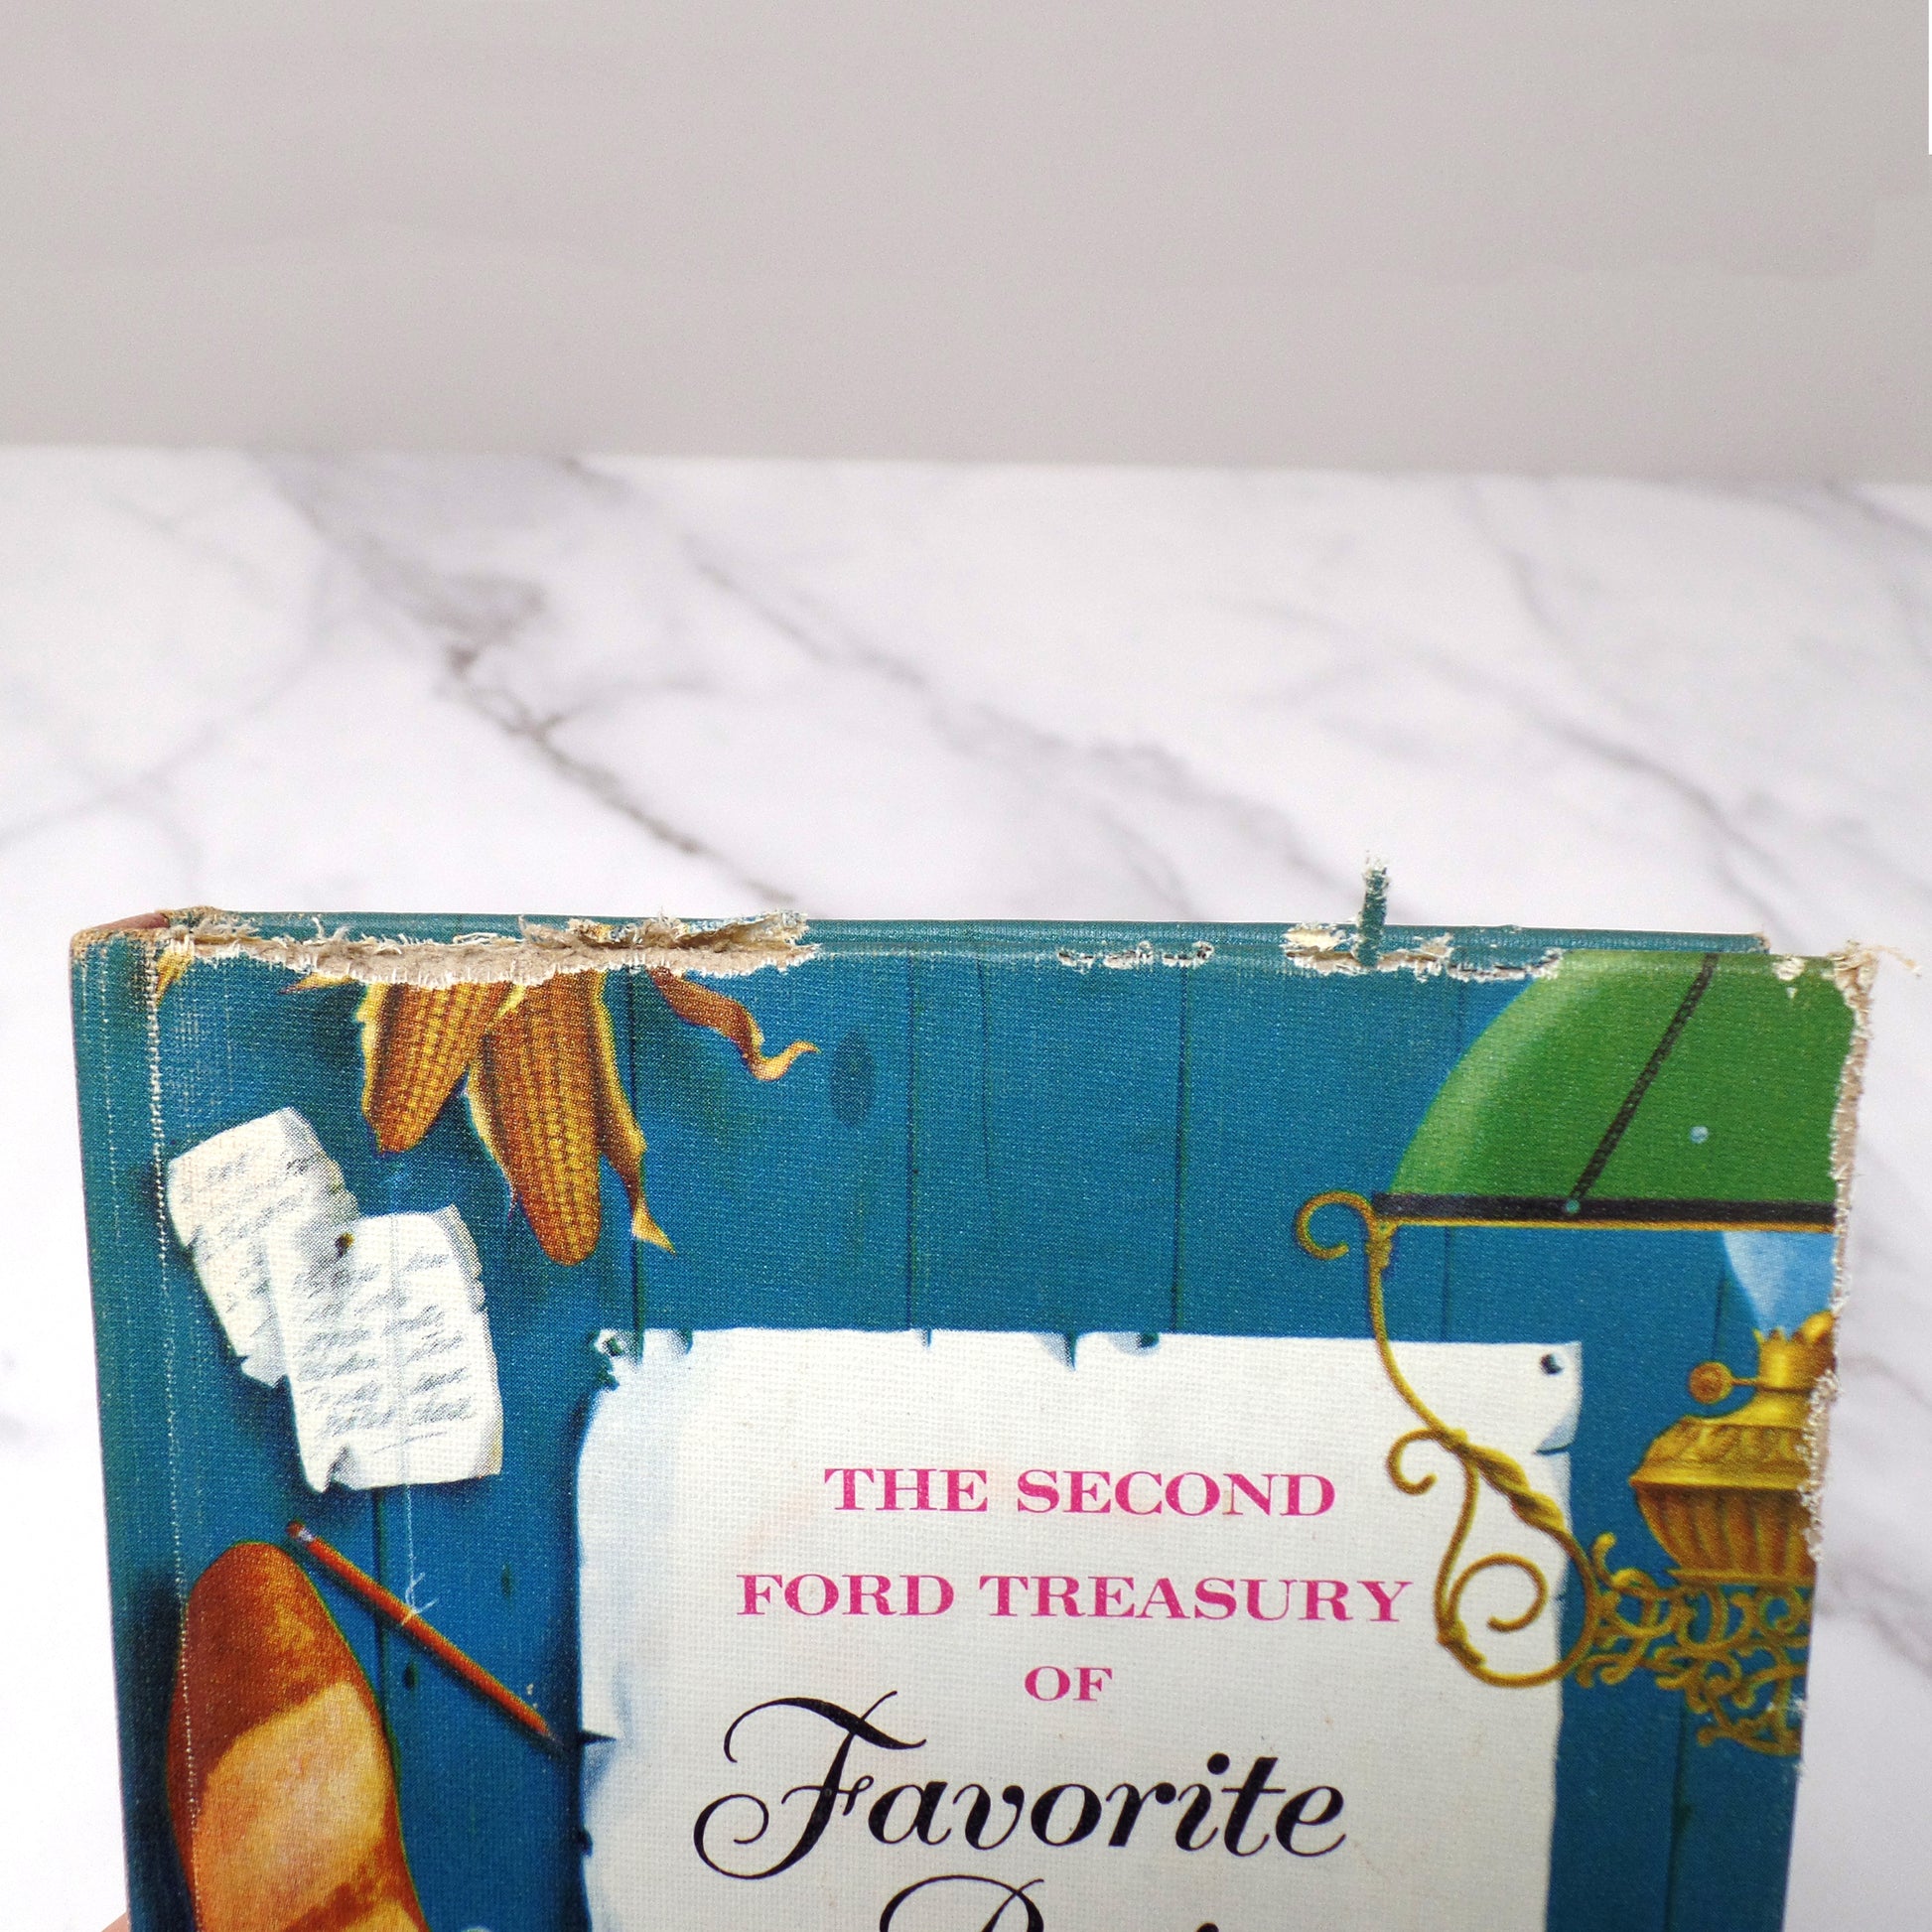 THE SECOND
FORD TREASURY
OF
Favorite